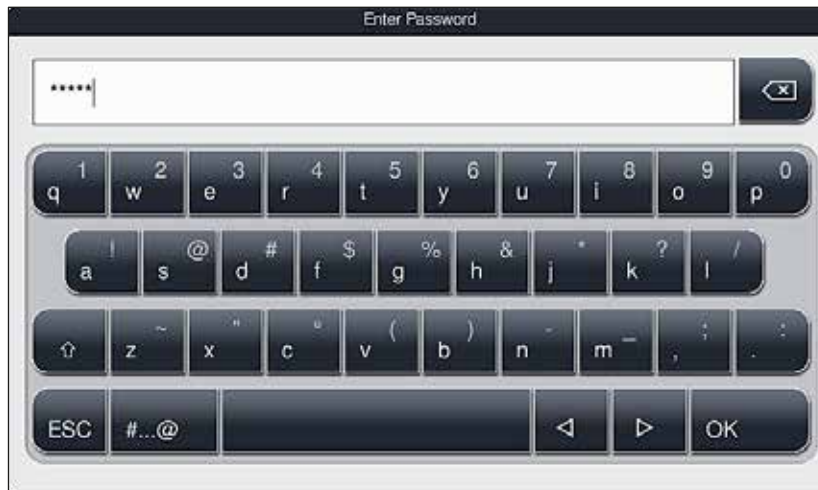 Enter Password
*****
q 1 w 2 e 3 r 4 t 5 y 6 u 7 i 8 o 9 p 0
a ! s @ d # f $ g % h & j * k ? l /
z ~ x " c º v ( b ) n - m _ , ; . :
ESC #...@ OK